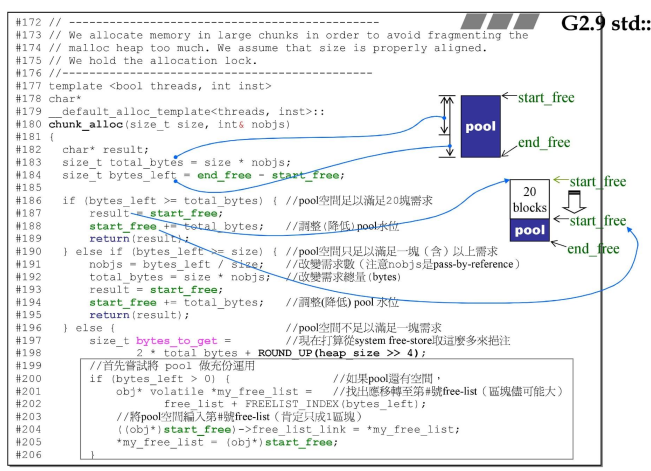 G2.9 std::
#172 // ----------------------------------------
#173 // We allocate memory in large chunks in order to avoid fragmenting the
#174 // malloc heap too much. We assume that size is properly aligned.
#175 // We hold the allocation lock.
#176 //----------------------------------------
#177 template <bool threads, int inst>
#178 char*
#179 __default_alloc_template<threads, inst>::
#180 chunk_alloc(size_t size, int& nobjs)
#181 {
#182 char* result;
#183 size_t total_bytes = size * nobjs;
#184 size_t bytes_left = end_free - start_free;
#185
#186 if (bytes_left >= total_bytes) { //pool空間足以滿足20塊需求
#187 result = start_free;
#188 start_free += total_bytes; //調整(降低)pool水位
#189 return(result);
#190 } else if (bytes_left >= size) { //pool空間只足以滿足一塊（含）以上需求
#191 nobjs = bytes_left / size; //改變需求數（注意nobjs是pass-by-reference）
#192 total_bytes = size * nobjs; //改變需求總量(bytes)
#193 result = start_free;
#194 start_free += total_bytes; //調整(降低) pool 水位
#195 return(result);
#196 } else { //pool空間不足以滿足一塊需求
#197 size_t bytes_to_get = //現在打算從system free-store取這麼多來挹注
#198 2 * total_bytes + ROUND_UP(heap_size >> 4);
#199 //首先嘗試將 pool 做充份運用
#200 if (bytes_left > 0) { //如果pool還有空間，
#201 obj* volatile *my_free_list = //找出應移轉至第#號free-list（區塊儘可能大）
#202 free_list + FREELIST_INDEX(bytes_left);
#203 //將pool空間編入第#號free-list（肯定只成1區塊）
#204 ((obj*)start_free)->free_list_link = *my_free_list;
#205 *my_free_list = (obj*)start_free;
#206 }
start_free
pool
end_free
start_free
20
blocks
start_free
pool
end_free